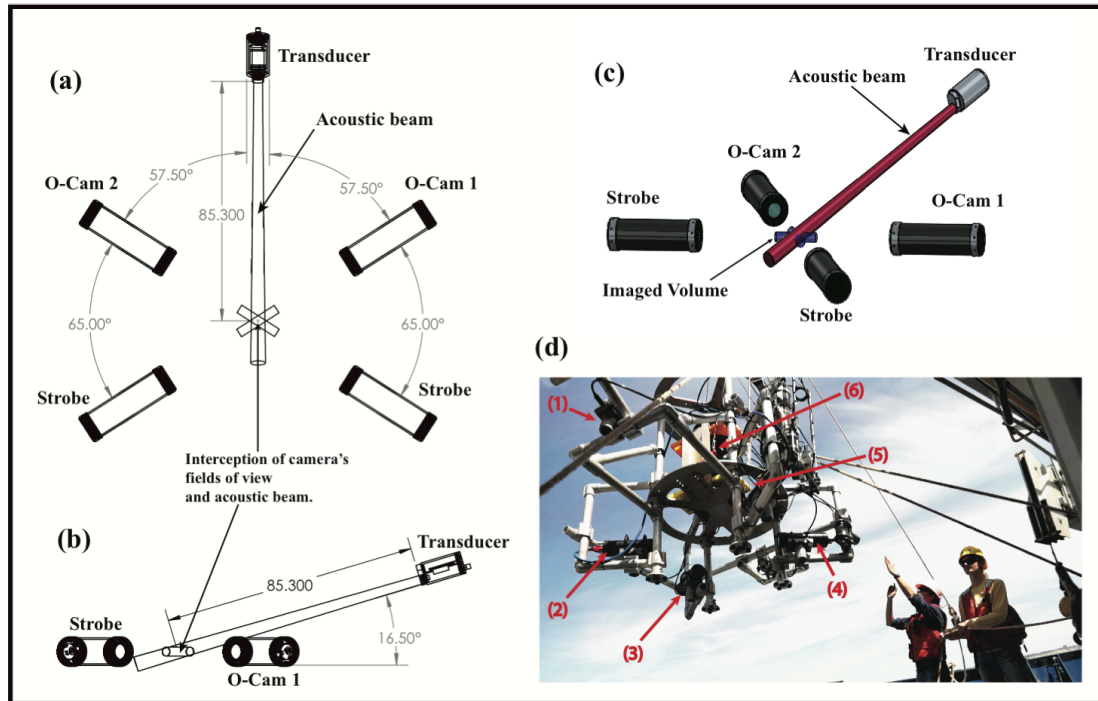 (a)
Transducer
Acoustic beam
57.50°
57.50°
O-Cam 2
O-Cam 1
85.300
65.00°
65.00°
Strobe
Strobe
Interception of camera's
fields of view
and acoustic beam.
(b)
Transducer
85.300
Strobe
16.50°
O-Cam 1
(c)
Transducer
Acoustic beam
O-Cam 2
Strobe
O-Cam 1
Imaged Volume
Strobe
(d)
(1)
(6)
(5)
(2)
(4)
(3)